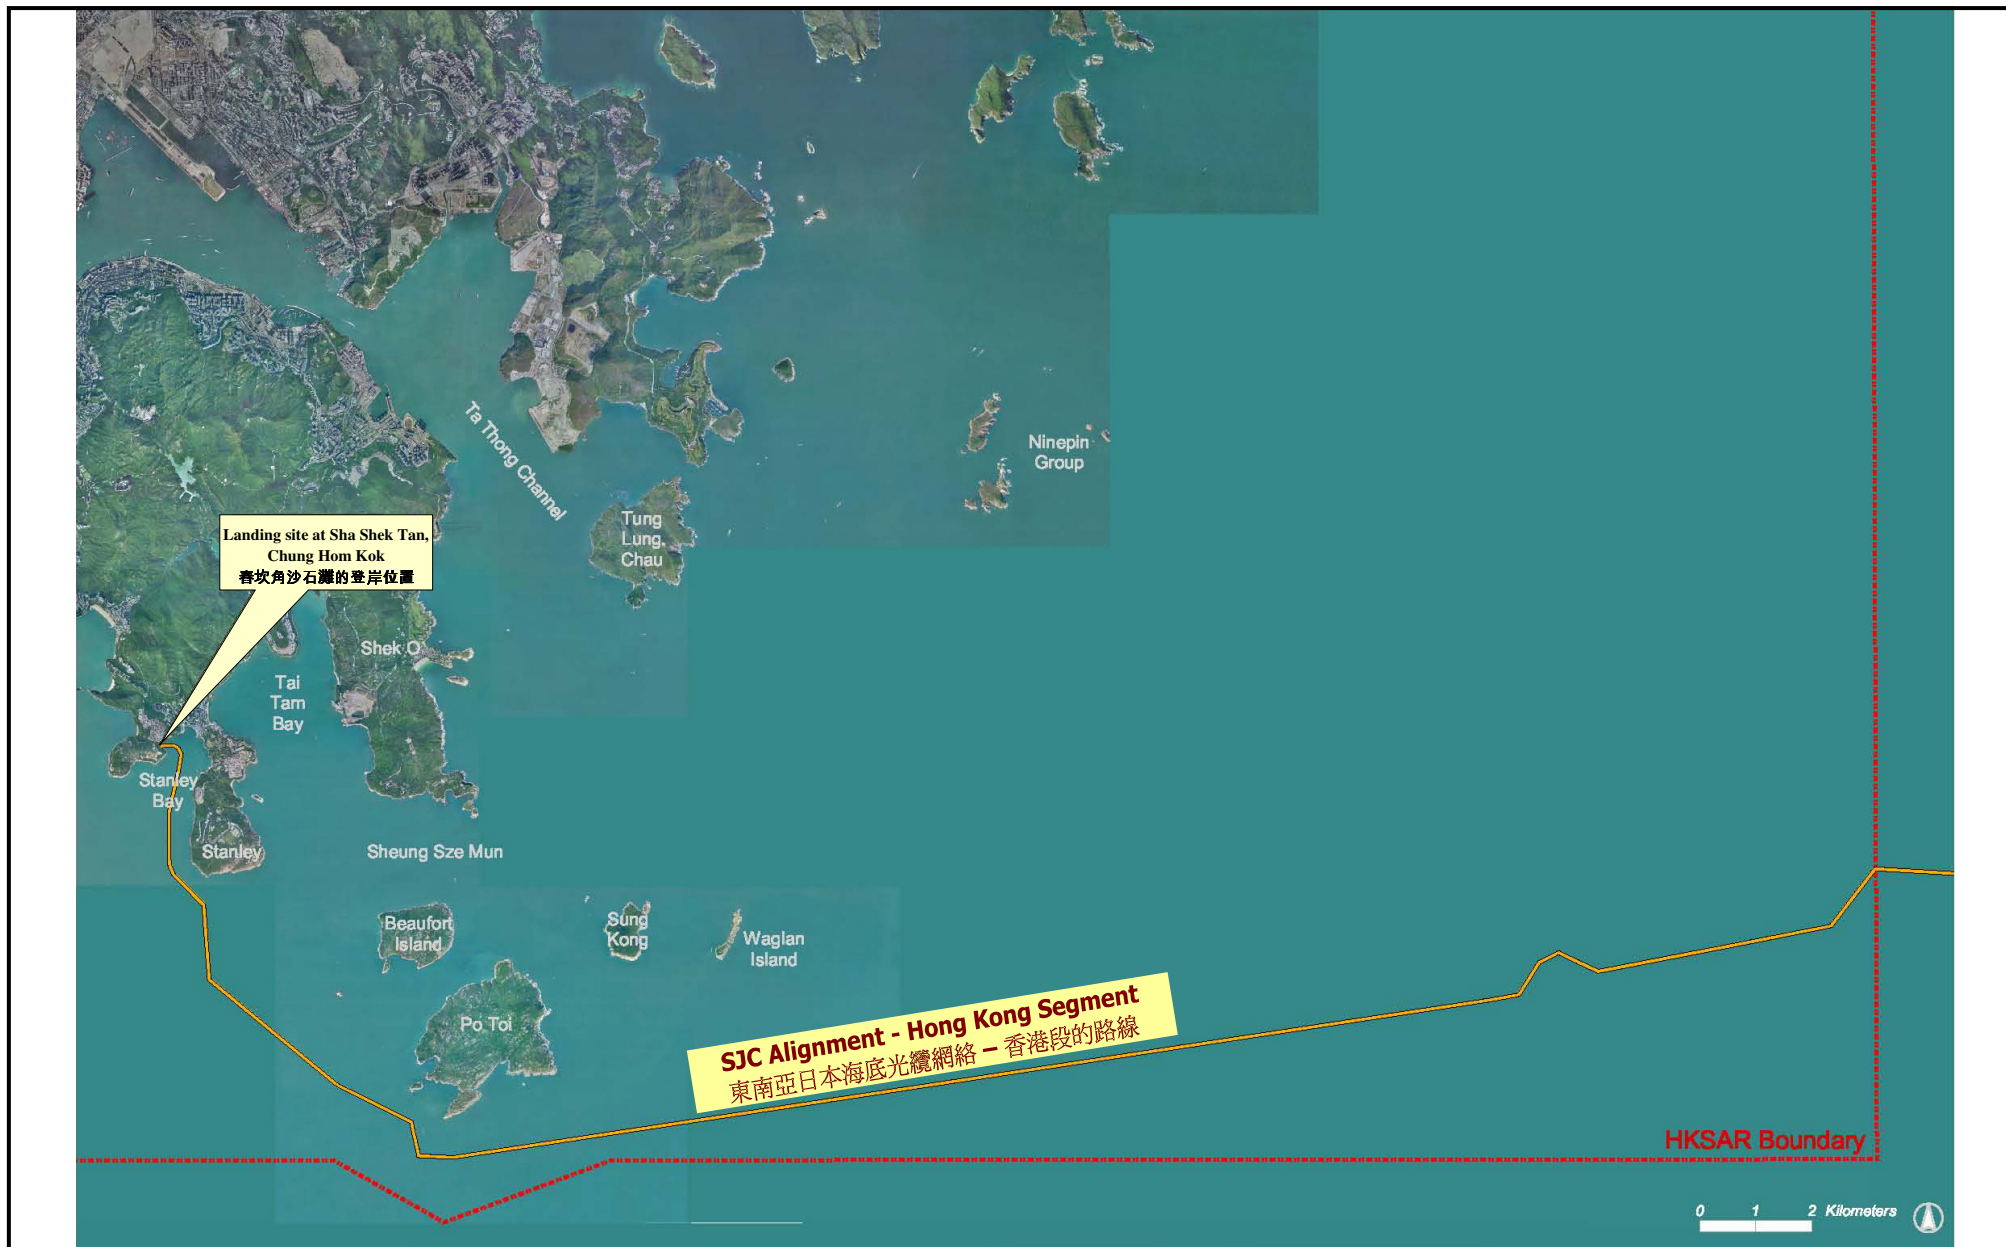 Ta Thong Channel
Ninepin
Group
Tung
Lung
Chau
Landing site at Sha Shek Tan,
Chung Hom Kok
舂坎角沙石灘的登岸位置
Shek O
Tai
Tam
Bay
Stanley
Bay
Stanley
Sheung Sze Mun
Beaufort
Island
Sung
Kong
Waglan
Island
Po Toi
SJC Alignment - Hong Kong Segment
東南亞日本海底光纜網絡 – 香港段的路線
HKSAR Boundary
0 1 2 Kilometers